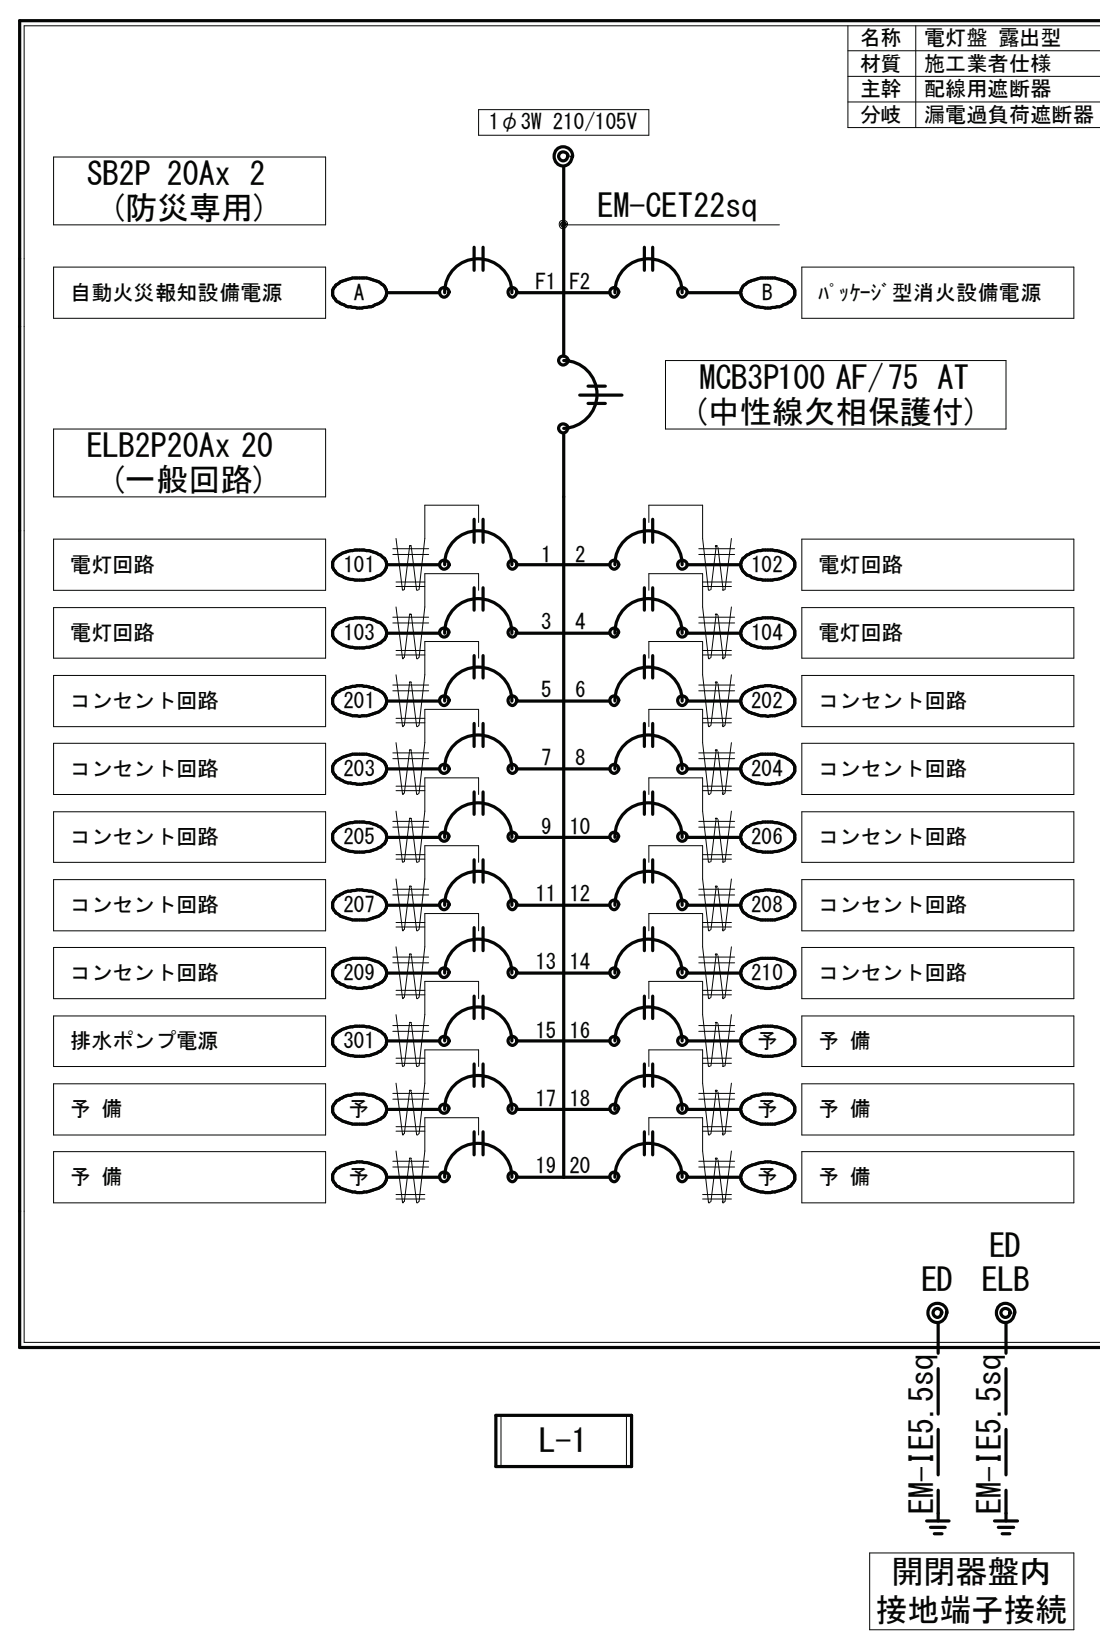 名称 電灯盤 露出型
材質 施工業者仕様
主幹 配線用遮断器
分岐 漏電過負荷遮断器
1φ3W 210/105V
SB2P 20Ax 2
(防災専用)
EM-CET22sq
自動火災報知設備電源 A F1 F2 B パッケージ型消火設備電源
MCB3P100 AF/75 AT
(中性線欠相保護付)
ELB2P20Ax 20
(一般回路)
電灯回路 101 1 2 102 電灯回路
電灯回路 103 3 4 104 電灯回路
コンセント回路 201 5 6 202 コンセント回路
コンセント回路 203 7 8 204 コンセント回路
コンセント回路 205 9 10 206 コンセント回路
コンセント回路 207 11 12 208 コンセント回路
コンセント回路 209 13 14 210 コンセント回路
排水ポンプ電源 301 15 16 予 予 備
予 備 予 17 18 予 予 備
予 備 予 19 20 予 予 備
ED
ED
ELB
EM-IE5.5sq
EM-IE5.5sq
L-1
開閉器盤内
接地端子接続